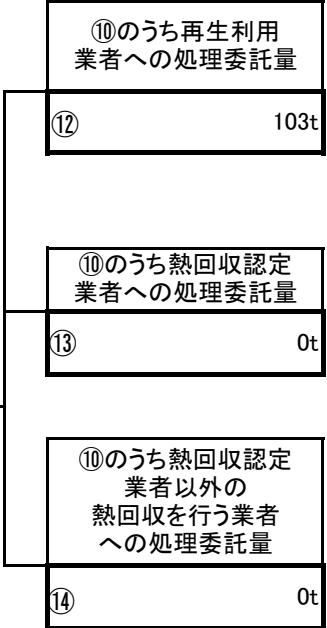 ⑩のうち再生利用
業者への処理委託量
⑫ 103t
⑩のうち熱回収認定
業者への処理委託量
⑬ 0t
⑩のうち熱回収認定
業者以外の
熱回収を行う業者
への処理委託量
⑭ 0t